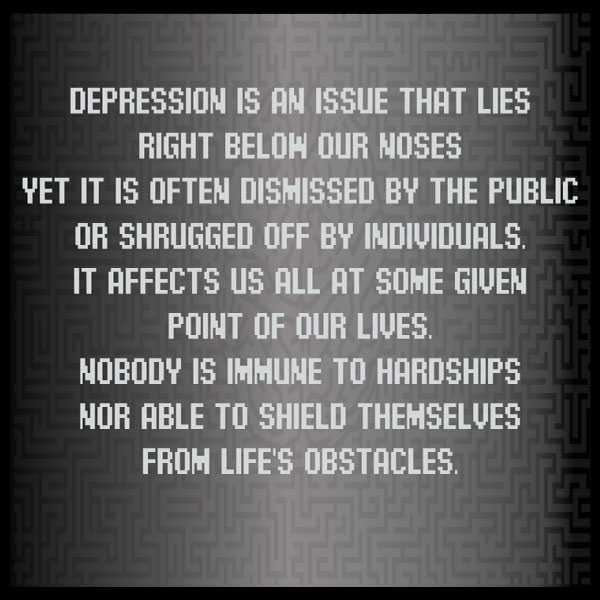 DEPRESSION IS AN ISSUE THAT LIES
RIGHT BELOW OUR NOSES
YET IT IS OFTEN DISMISSED BY THE PUBLIC
OR SHRUGGED OFF BY INDIVIDUALS.
IT AFFECTS US ALL AT SOME GIVEN
POINT OF OUR LIVES.
NOBODY IS IMMUNE TO HARDSHIPS
NOR ABLE TO SHIELD THEMSELVES
FROM LIFE'S OBSTACLES.